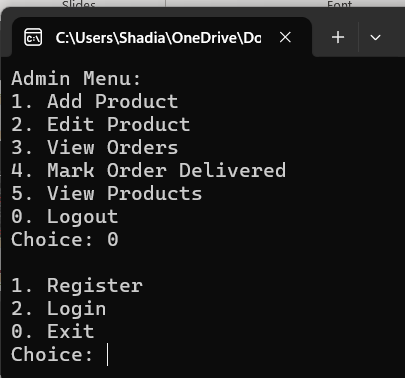 Slides
Font
C:\Users\Shadia\OneDrive\Do
Admin Menu:
1. Add Product
2. Edit Product
3. View Orders
4. Mark Order Delivered
5. View Products
0. Logout
Choice: 0
1. Register
2. Login
0. Exit
Choice: